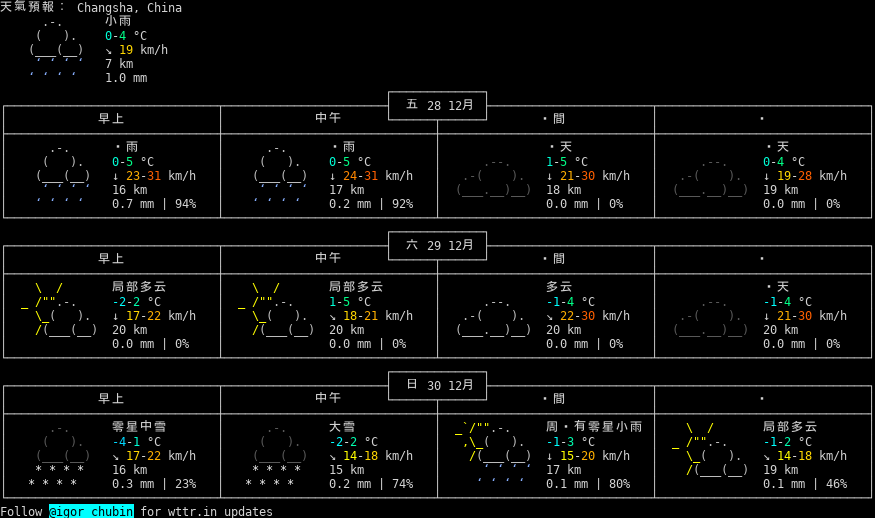 天氣預報： Changsha, China
小雨
0-4 °C
↘ 19 km/h
7 km
1.0 mm
五 28 12月
早上 中午 ・間 ・
・雨 ・雨 ・天 ・天
0-5 °C 0-5 °C 1-5 °C 0-4 °C
↓ 23-31 km/h ↓ 24-31 km/h ↓ 21-30 km/h ↓ 19-28 km/h
16 km 17 km 18 km 19 km
0.7 mm | 94% 0.2 mm | 92% 0.0 mm | 0% 0.0 mm | 0%
六 29 12月
早上 中午 ・間 ・
局部多云 局部多云 多云 ・天
-2-2 °C 1-5 °C -1-4 °C -1-4 °C
↓ 17-22 km/h ↘ 18-21 km/h ↘ 22-30 km/h ↓ 21-30 km/h
20 km 20 km 20 km 20 km
0.0 mm | 0% 0.0 mm | 0% 0.0 mm | 0% 0.0 mm | 0%
日 30 12月
早上 中午 ・間 ・
零星中雪 大雪 周・有零星小雨 局部多云
-4-1 °C -2-2 °C -1-3 °C -1-2 °C
↘ 17-22 km/h ↘ 14-18 km/h ↓ 15-20 km/h ↘ 14-18 km/h
16 km 15 km 17 km 19 km
0.3 mm | 23% 0.2 mm | 74% 0.1 mm | 80% 0.1 mm | 46%
Follow @igor_chubin for wttr.in updates